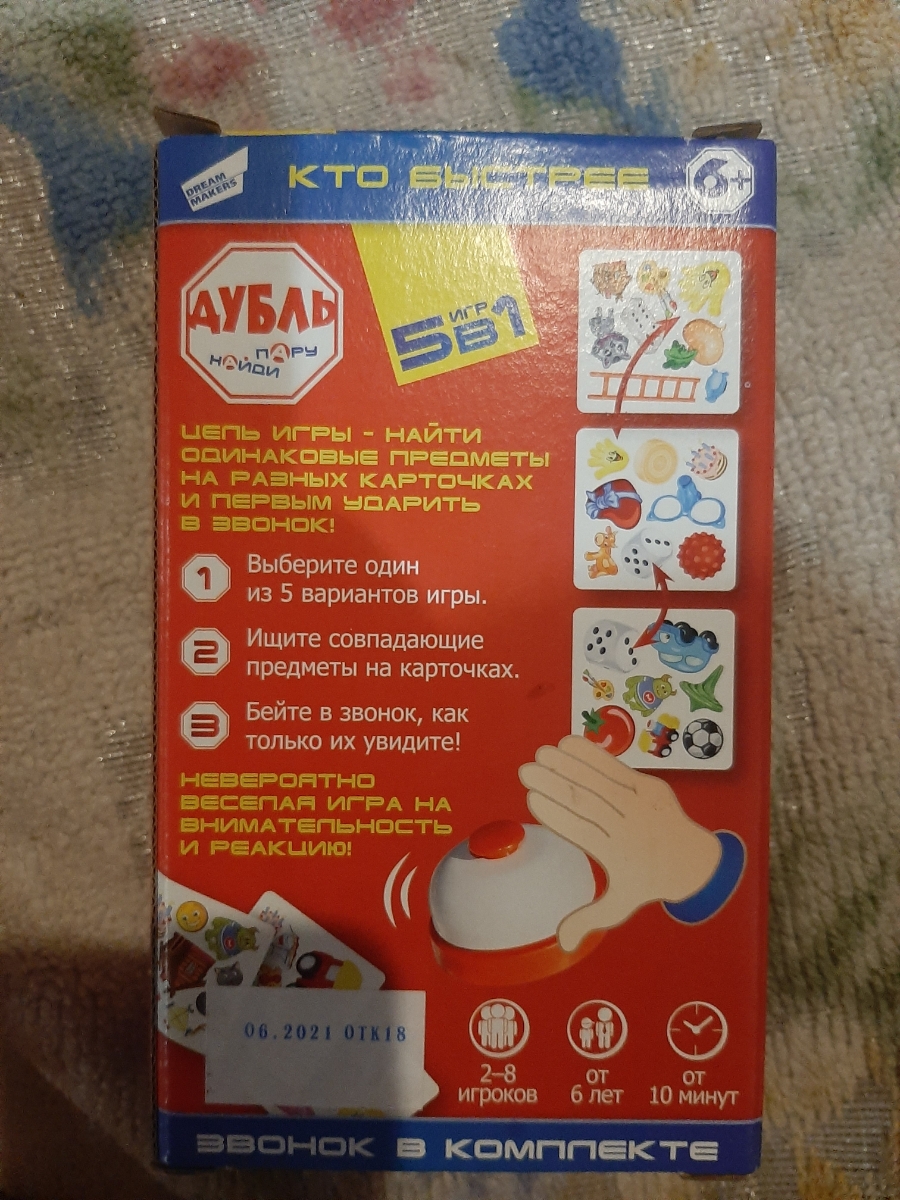 DREAM
MAKERS
КТО БЫСТРЕЕ
6+
ДУБЛЬ
НАЙДИ ПАРУ
5 ИГР В 1
ЦЕЛЬ ИГРЫ - НАЙТИ
ОДИНАКОВЫЕ ПРЕДМЕТЫ
НА РАЗНЫХ КАРТОЧКАХ
И ПЕРВЫМ УДАРИТЬ
В ЗВОНОК!
1 Выберите один
из 5 вариантов игры.
2 Ищите совпадающие
предметы на карточках.
3 Бейте в звонок, как
только их увидите!
НЕВЕРОЯТНО
ВЕСЕЛАЯ ИГРА НА
ВНИМАТЕЛЬНОСТЬ
И РЕАКЦИЮ!
06.2021 ОТК18
2–8
игроков
от
6 лет
от
10 минут
ЗВОНОК В КОМПЛЕКТЕ